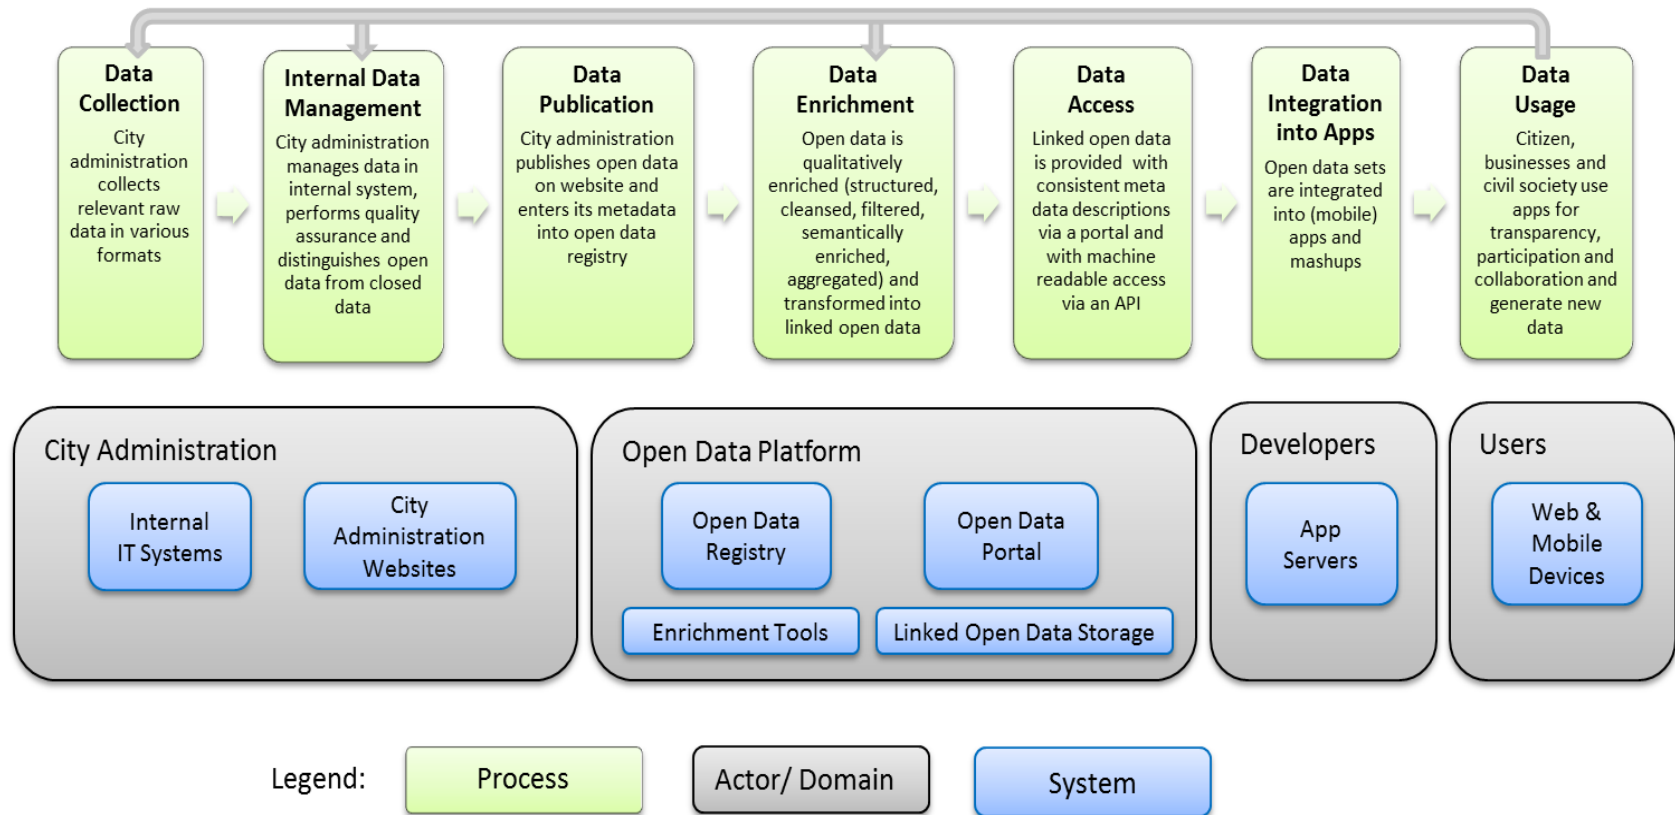 Data
Collection
City
administration
collects
relevant raw
data in various
formats
Internal Data
Management
City administration
manages data in
internal system,
performs quality
assurance and
distinguishes open
data from closed
data
Data
Publication
City administration
publishes open data
on website and
enters its metadata
into open data
registry
Data
Enrichment
Open data is
qualitatively
enriched (structured,
cleansed, filtered,
semantically
enriched,
aggregated) and
transformed into
linked open data
Data
Access
Linked open data
is provided with
consistent meta
data descriptions
via a portal and
with machine
readable access
via an API
Data
Integration
into Apps
Open data sets
are integrated
into (mobile)
apps and
mashups
Data
Usage
Citizen,
businesses and
civil society use
apps for
transparency,
participation and
collaboration and
generate new
data
City Administration
Internal
IT Systems
City
Administration
Websites
Open Data Platform
Open Data
Registry
Open Data
Portal
Enrichment Tools
Linked Open Data Storage
Developers
App
Servers
Users
Web &
Mobile
Devices
Legend:
Process
Actor/ Domain
System